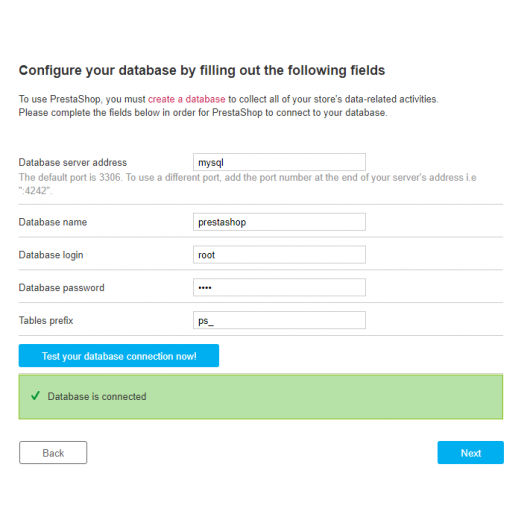 Configure your database by filling out the following fields
To use PrestaShop, you must create a database to collect all of your store's data-related activities.
Please complete the fields below in order for PrestaShop to connect to your database.
Database server address mysql
The default port is 3306. To use a different port, add the port number at the end of your server's address i.e
":4242".
Database name prestashop
Database login root
Database password ••••
Tables prefix ps_
Test your database connection now!
✓ Database is connected
Back Next